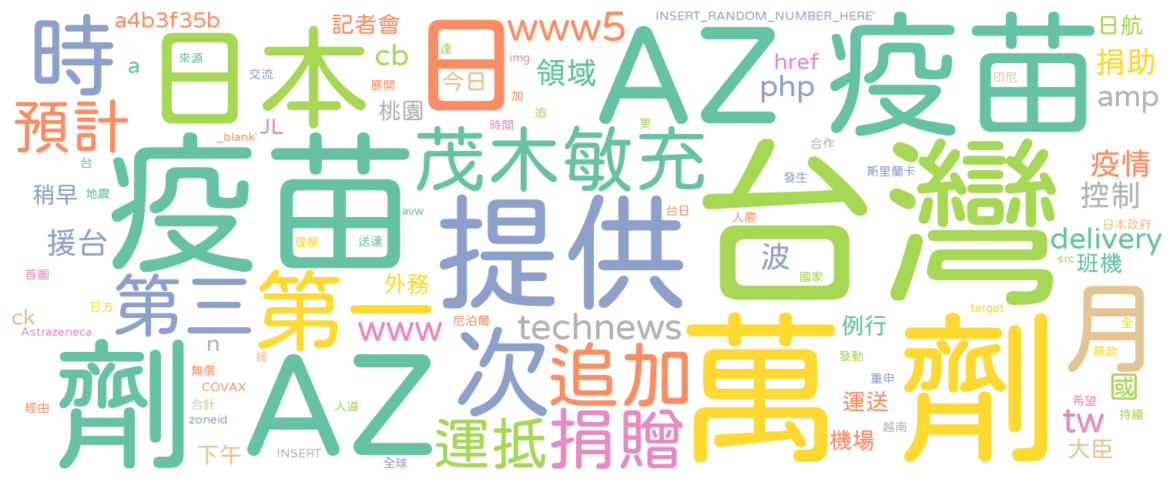 時
a4b3f35b
記者會
www5
INSERT_RANDOM_NUMBER_HERE'
日航
a
日本
來源
交流
cb
展開
日
達
今日
img
加
領域
AZ
href
php
疫苗
印尼
捐助
amp
預計
桃園
JL
_blank'
時間
追
更
台
疫苗
茂木敏充
合作
發生
斯里蘭卡
台灣
疫情
控制
稍早
地震
avw
提供
台日
人際
日本政府
援台
理解
送達
波
國家
delivery
src
班機
首圖
日方
第三
第一
外務
target
ck
Astrazeneca
n
www
尼泊爾
technews
例行
月
全
募款
劑
援
AZ
次
追加
萬
劑
發動
重申
國
無償
COVAX
合計
zoneid
經由
人道
運抵
捐贈
運送
機場
越南
希望
tw
持續
下午
INSERT
全球
大臣